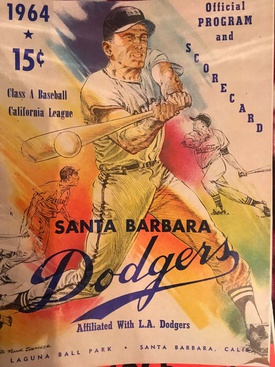 1964
★
15¢
Class A Baseball
California League
Official
PROGRAM
and
SCORECARD
SANTA BARBARA
Dodgers
Affiliated With L.A. Dodgers
LAGUNA BALL PARK • SANTA BARBARA, CALIF.